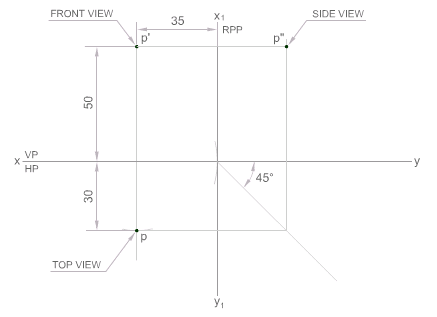 FRONT VIEW
35
x₁
SIDE VIEW
RPP
p'
p"
50
x
VP
HP
y
45°
30
p
TOP VIEW
y₁